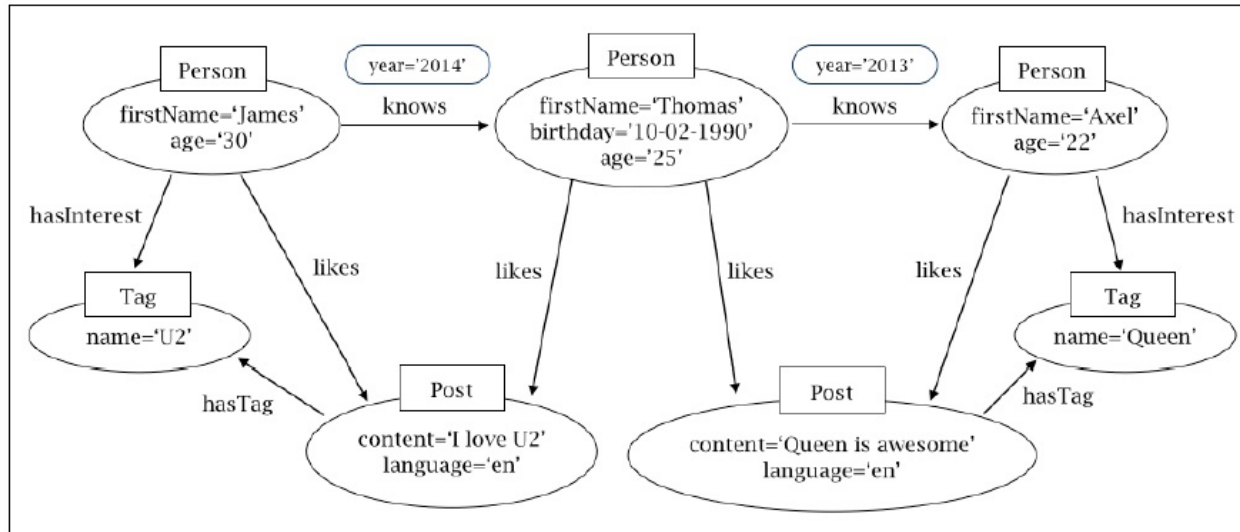 Person
year='2014'
Person
year='2013'
Person
firstName='James'
age='30'
knows
firstName='Thomas'
birthday='10-02-1990
age='25'
knows
firstName='Axel'
age='22'
hasInterest
likes
likes
likes
likes
hasInterest
Tag
name='U2'
Tag
name='Queen'
hasTag
Post
content='I love U2'
language='en'
Post
content='Queen is awesome'
language='en'
hasTag